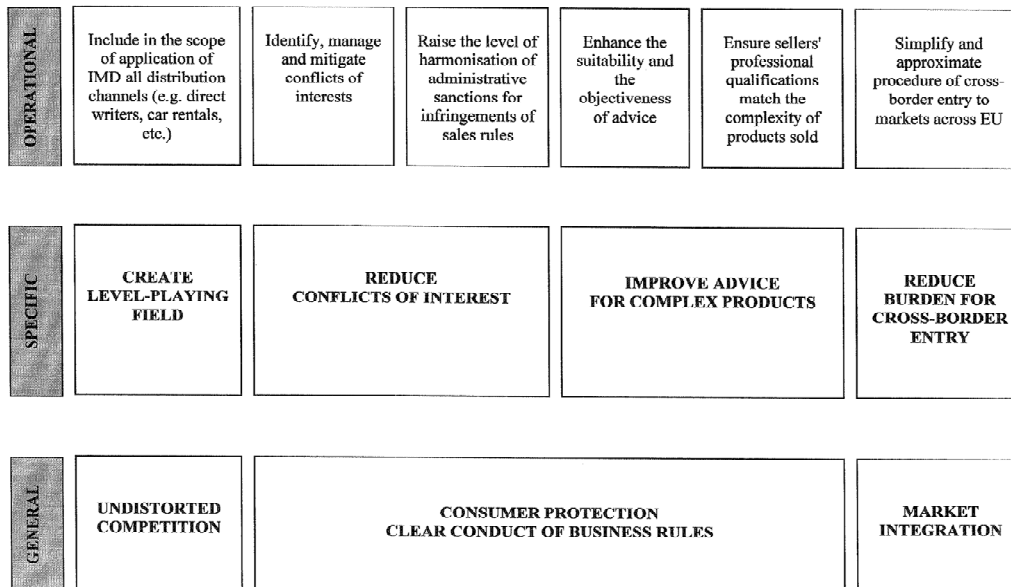 OPERATIONAL
Include in the scope
of application of
IMD all distribution
channels (e.g. direct
writers, car rentals,
etc.)
Identify, manage
and mitigate
conflicts of
interests
Raise the level of
harmonisation of
administrative
sanctions for
infringements of
sales rules
Enhance the
suitability and
the
objectiveness
of advice
Ensure sellers'
professional
qualifications
match the
complexity of
products sold
Simplify and
approximate
procedure of cross-
border entry to
markets across EU
SPECIFIC
CREATE
LEVEL-PLAYING
FIELD
REDUCE
CONFLICTS OF INTEREST
IMPROVE ADVICE
FOR COMPLEX PRODUCTS
REDUCE
BURDEN FOR
CROSS-BORDER
ENTRY
GENERAL
UNDISTORTED
COMPETITION
CONSUMER PROTECTION
CLEAR CONDUCT OF BUSINESS RULES
MARKET
INTEGRATION